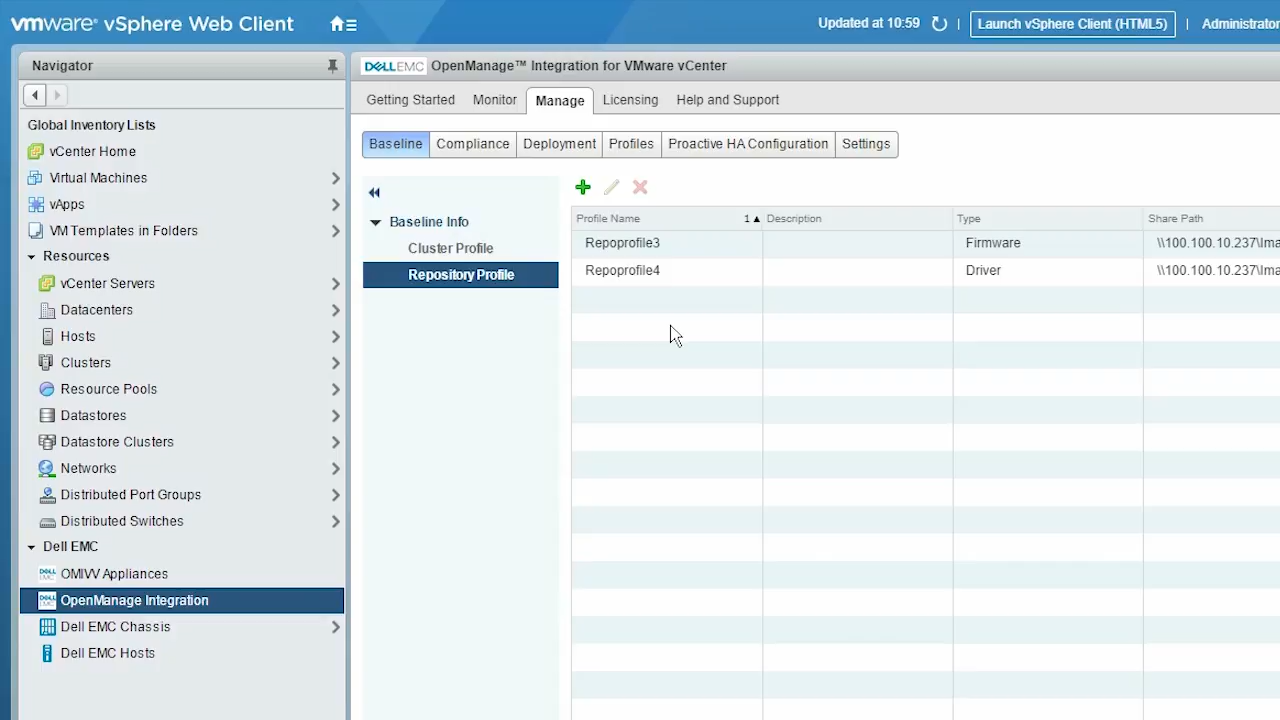 vmware® vSphere Web Client
Updated at 10:59 | Launch vSphere Client (HTML5) | Administrator
Navigator
Global Inventory Lists
vCenter Home
Virtual Machines
vApps
VM Templates in Folders
Resources
vCenter Servers
Datacenters
Hosts
Clusters
Resource Pools
Datastores
Datastore Clusters
Networks
Distributed Port Groups
Distributed Switches
Dell EMC
OMIVV Appliances
OpenManage Integration
Dell EMC Chassis
Dell EMC Hosts
DELLEMC OpenManage™ Integration for VMware vCenter
Getting Started Monitor Manage Licensing Help and Support
Baseline Compliance Deployment Profiles Proactive HA Configuration Settings
Baseline Info
Cluster Profile
Repository Profile
Profile Name 1 ▲ Description Type Share Path
Repoprofile3 Firmware \\100.100.10.237\Ima
Repoprofile4 Driver \\100.100.10.237\Ima